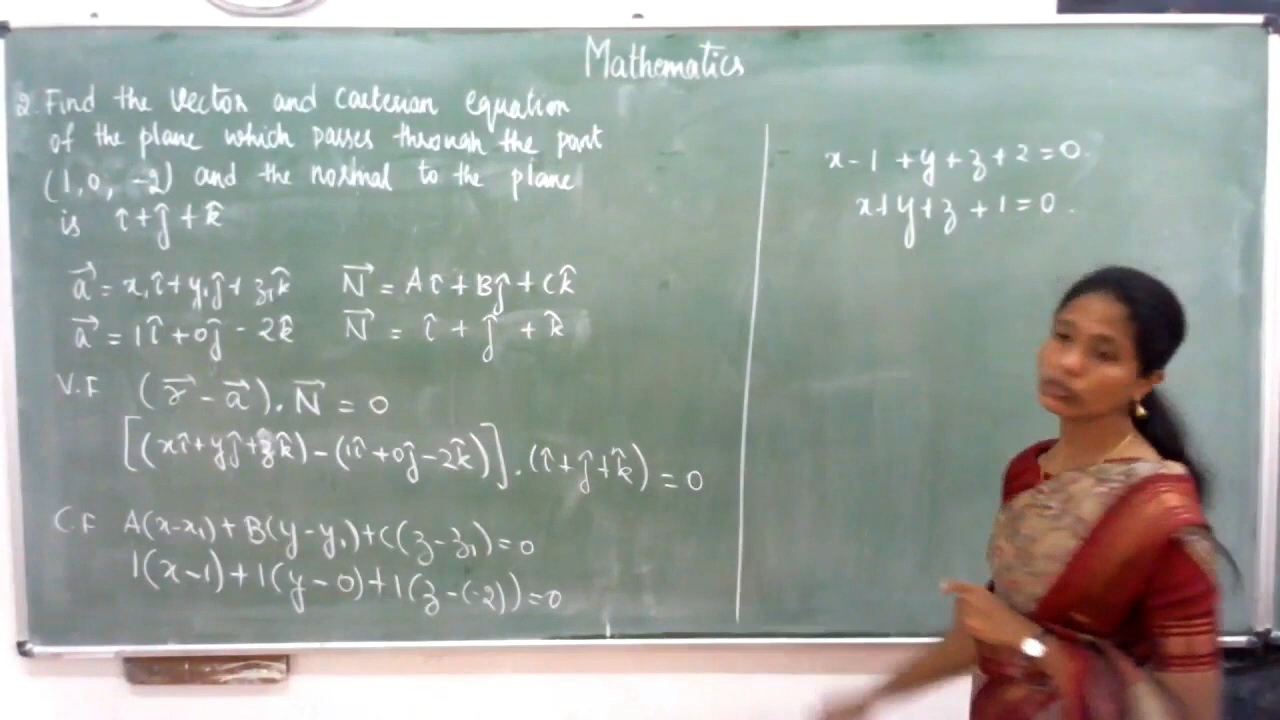 Mathematics
2. Find the vector and cartesian equation
of the plane which passes through the point
(1, 0, -2) and the normal to the plane
is î+ĵ+k̂
a⃗ = x₁î+y₁ĵ+z₁k̂ N⃗ = Aî+Bĵ+Ck̂
a⃗ = 1î+0ĵ-2k̂ N⃗ = î + ĵ + k̂
V.F (r⃗ - a⃗).N⃗ = 0
[(xî+yĵ+zk̂)-(1î+0ĵ-2k̂)].(î+ĵ+k̂) = 0
C.F A(x-x₁)+B(y-y₁)+C(z-z₁)=0
1(x-1)+1(y-0)+1(z-(-2))=0
x-1+y+z+2=0.
x+y+z+1=0.